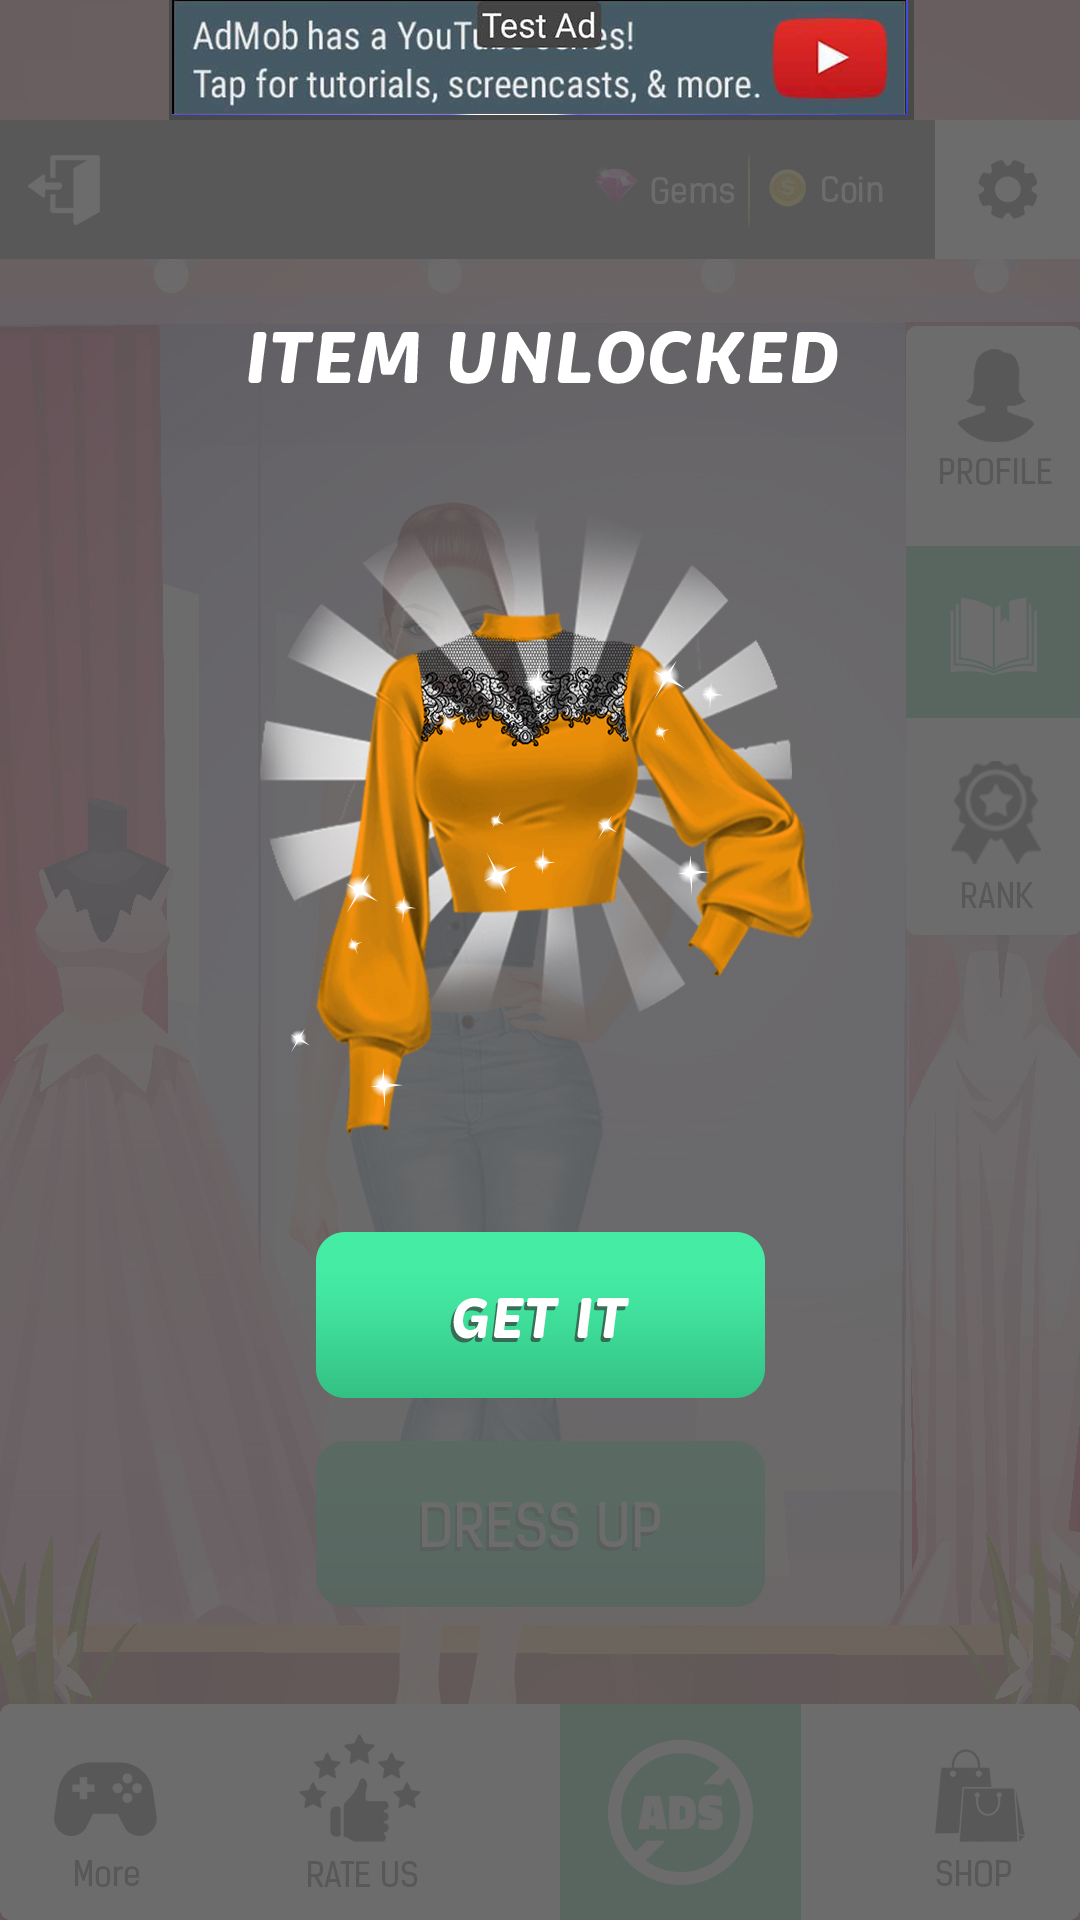 AdMob has a YouT es!
Test Ad
Tap for tutorials, screencasts, & more.
Gems
Coin
ITEM UNLOCKED
PROFILE
RANK
GET IT
DRESS UP
ADS
More
RATE US
SHOP